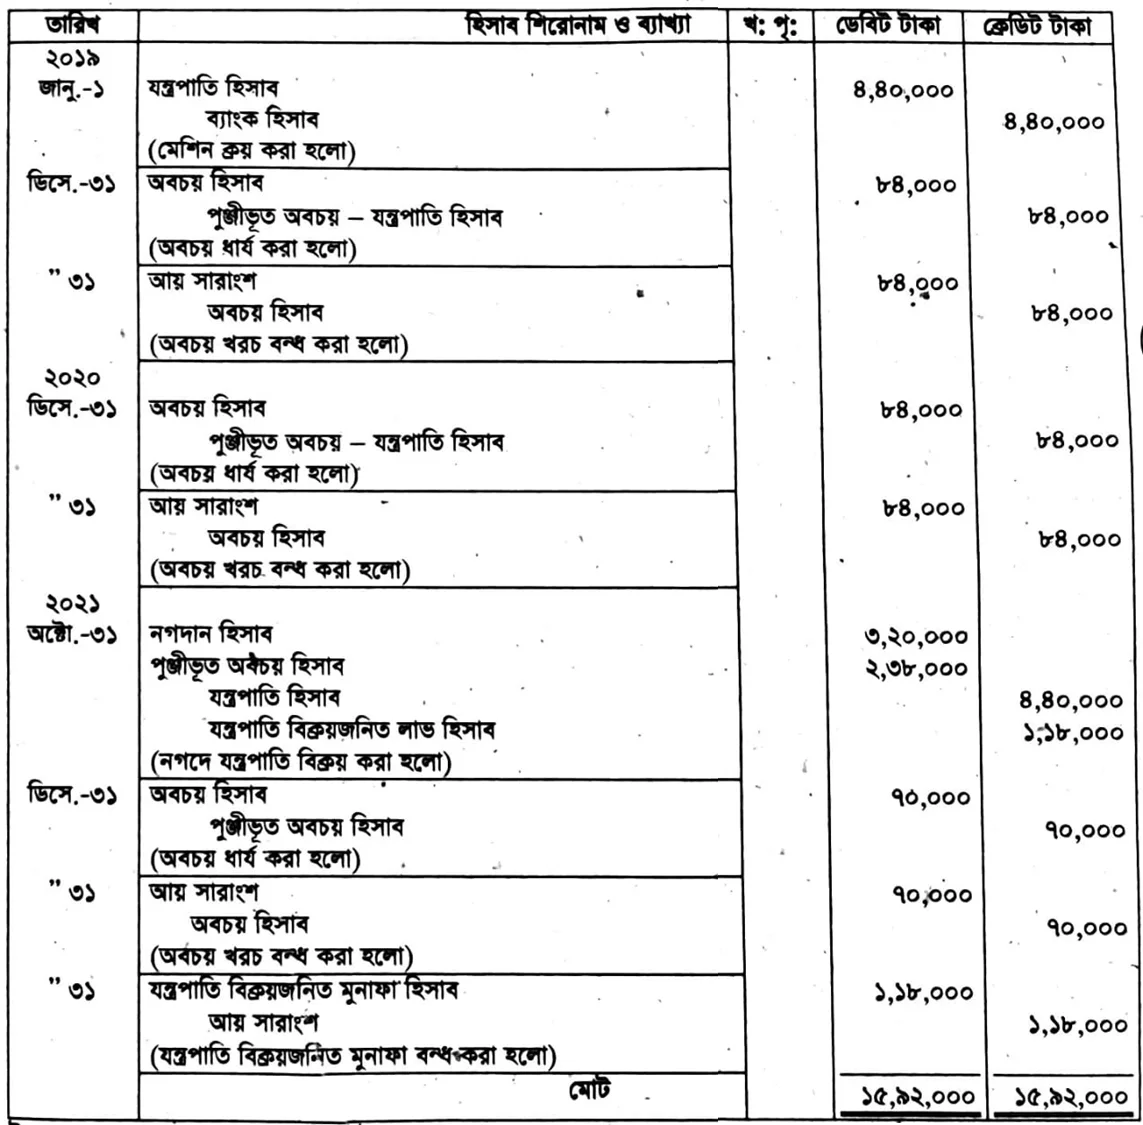 তারিখ হিসাব শিরোনাম ও ব্যাখ্যা খ: পৃ: ডেবিট টাকা ক্রেডিট টাকা
২০১৯
জানু.-১ যন্ত্রপাতি হিসাব ৪,৪০,০০০
ব্যাংক হিসাব ৪,৪০,০০০
(মেশিন ক্রয় করা হলো)
ডিসে.-৩১ অবচয় হিসাব ৮৪,০০০
পুঞ্জীভূত অবচয় – যন্ত্রপাতি হিসাব ৮৪,০০০
(অবচয় ধার্য করা হলো)
" ৩১ আয় সারাংশ ৮৪,০০০
অবচয় হিসাব ৮৪,০০০
(অবচয় খরচ বন্ধ করা হলো)
২০২০
ডিসে.-৩১ অবচয় হিসাব ৮৪,০০০
পুঞ্জীভূত অবচয় – যন্ত্রপাতি হিসাব ৮৪,০০০
(অবচয় ধার্য করা হলো)
" ৩১ আয় সারাংশ ৮৪,০০০
অবচয় হিসাব ৮৪,০০০
(অবচয় খরচ বন্ধ করা হলো)
২০২১
অক্টো.-৩১ নগদান হিসাব ৩,২০,০০০
পুঞ্জীভূত অবচয় হিসাব ২,৩৮,০০০
যন্ত্রপাতি হিসাব ৪,৪০,০০০
যন্ত্রপাতি বিক্রয়জনিত লাভ হিসাব ১,১৮,০০০
(নগদে যন্ত্রপাতি বিক্রয় করা হলো)
ডিসে.-৩১ অবচয় হিসাব ৭০,০০০
পুঞ্জীভূত অবচয় হিসাব ৭০,০০০
(অবচয় ধার্য করা হলো)
" ৩১ আয় সারাংশ ৭০,০০০
অবচয় হিসাব ৭০,০০০
(অবচয় খরচ বন্ধ করা হলো)
" ৩১ যন্ত্রপাতি বিক্রয়জনিত মুনাফা হিসাব ১,১৮,০০০
আয় সারাংশ ১,১৮,০০০
(যন্ত্রপাতি বিক্রয়জনিত মুনাফা বন্ধ করা হলো)
মোট ১৫,৯২,০০০ ১৫,৯২,০০০